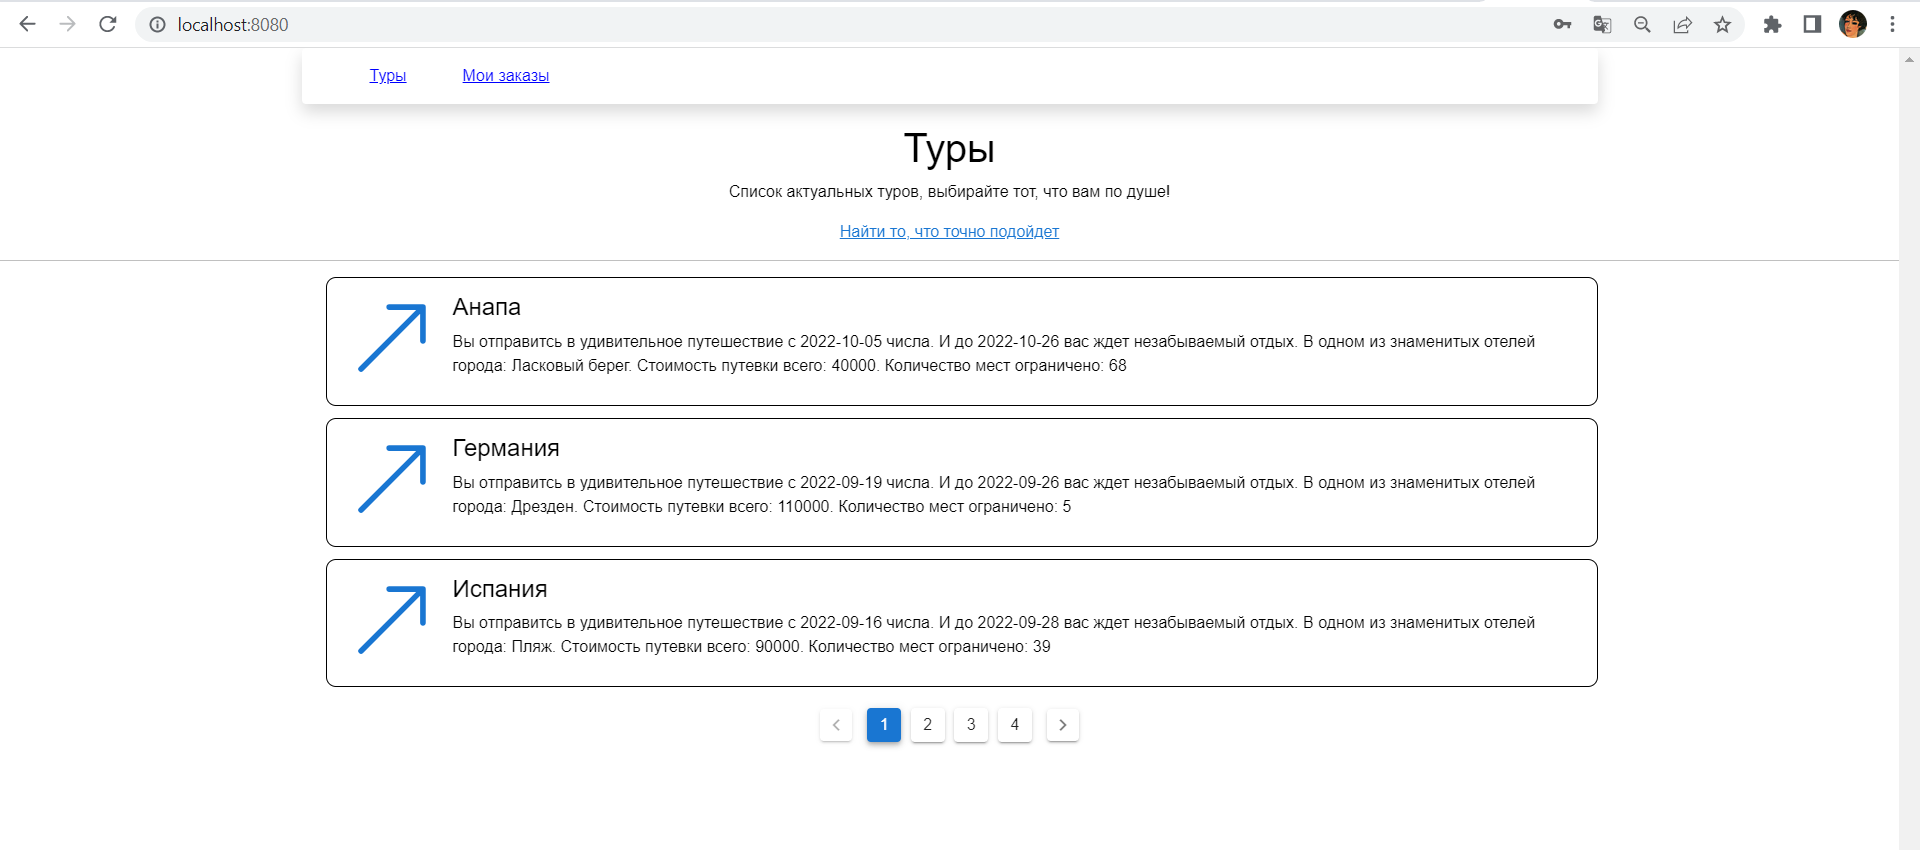 localhost:8080
Туры Мои заказы
Туры
Список актуальных туров, выбирайте тот, что вам по душе!
Найти то, что точно подойдет
Анапа
Вы отправитсь в удивительное путешествие с 2022-10-05 числа. И до 2022-10-26 вас ждет незабываемый отдых. В одном из знаменитых отелей
города: Ласковый берег. Стоимость путевки всего: 40000. Количество мест ограничено: 68
Германия
Вы отправитсь в удивительное путешествие с 2022-09-19 числа. И до 2022-09-26 вас ждет незабываемый отдых. В одном из знаменитых отелей
города: Дрезден. Стоимость путевки всего: 110000. Количество мест ограничено: 5
Испания
Вы отправитсь в удивительное путешествие с 2022-09-16 числа. И до 2022-09-28 вас ждет незабываемый отдых. В одном из знаменитых отелей
города: Пляж. Стоимость путевки всего: 90000. Количество мест ограничено: 39
1 2 3 4